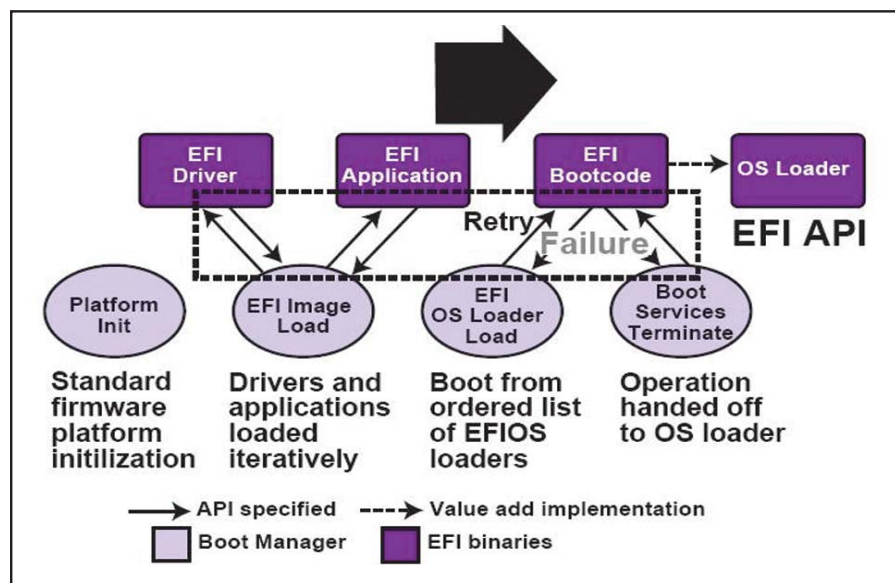 EFI
Driver
EFI
Application
EFI
Bootcode
OS Loader
Retry
Failure
EFI API
Platform
Init
EFI Image
Load
EFI
OS Loader
Load
Boot
Services
Terminate
Standard
firmware
platform
initilization
Drivers and
applications
loaded
iteratively
Boot from
ordered list
of EFIOS
loaders
Operation
handed off
to OS loader
API specified
Value add implementation
Boot Manager
EFI binaries